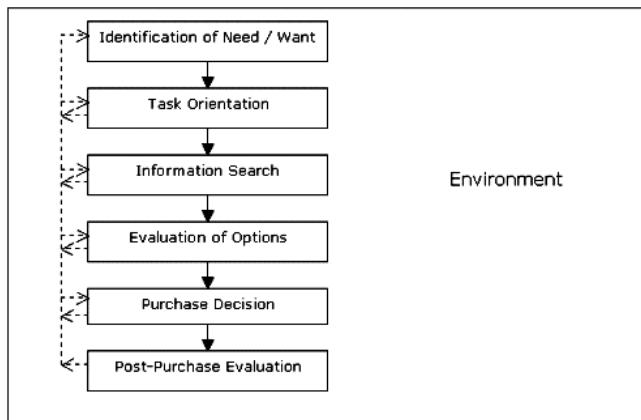 Identification of Need / Want
Task Orientation
Information Search
Environment
Evaluation of Options
Purchase Decision
Post-Purchase Evaluation